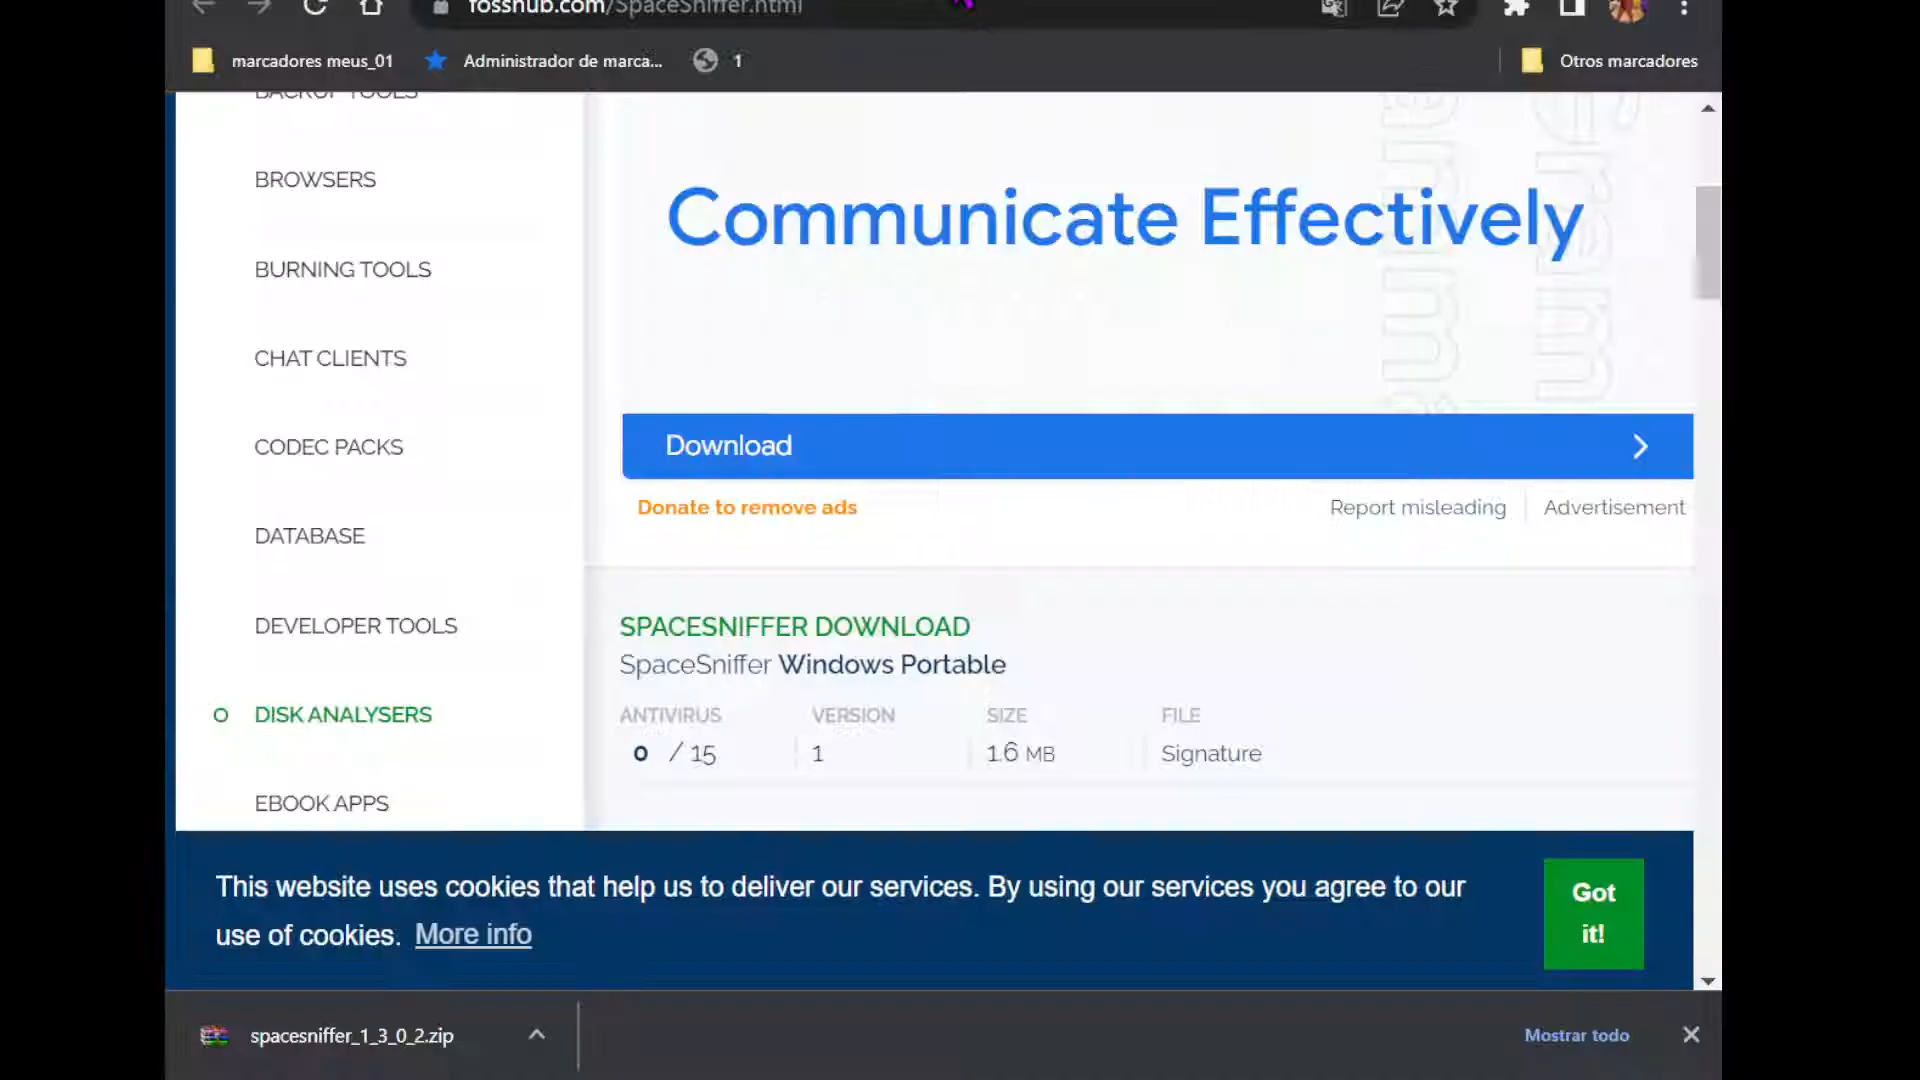 fosshub.com/SpaceSniffer.html
marcadores meus_01
Administrador de marca...
1
Otros marcadores
BACKUP TOOLS
BROWSERS
BURNING TOOLS
CHAT CLIENTS
CODEC PACKS
DATABASE
DEVELOPER TOOLS
DISK ANALYSERS
EBOOK APPS
Communicate Effectively
Download
Donate to remove ads
Report misleading
Advertisement
SPACESNIFFER DOWNLOAD
SpaceSniffer Windows Portable
ANTIVIRUS VERSION SIZE FILE
0 / 15 1 1.6 MB Signature
This website uses cookies that help us to deliver our services. By using our services you agree to our
use of cookies. More info
Got
it!
spacesniffer_1_3_0_2.zip
Mostrar todo